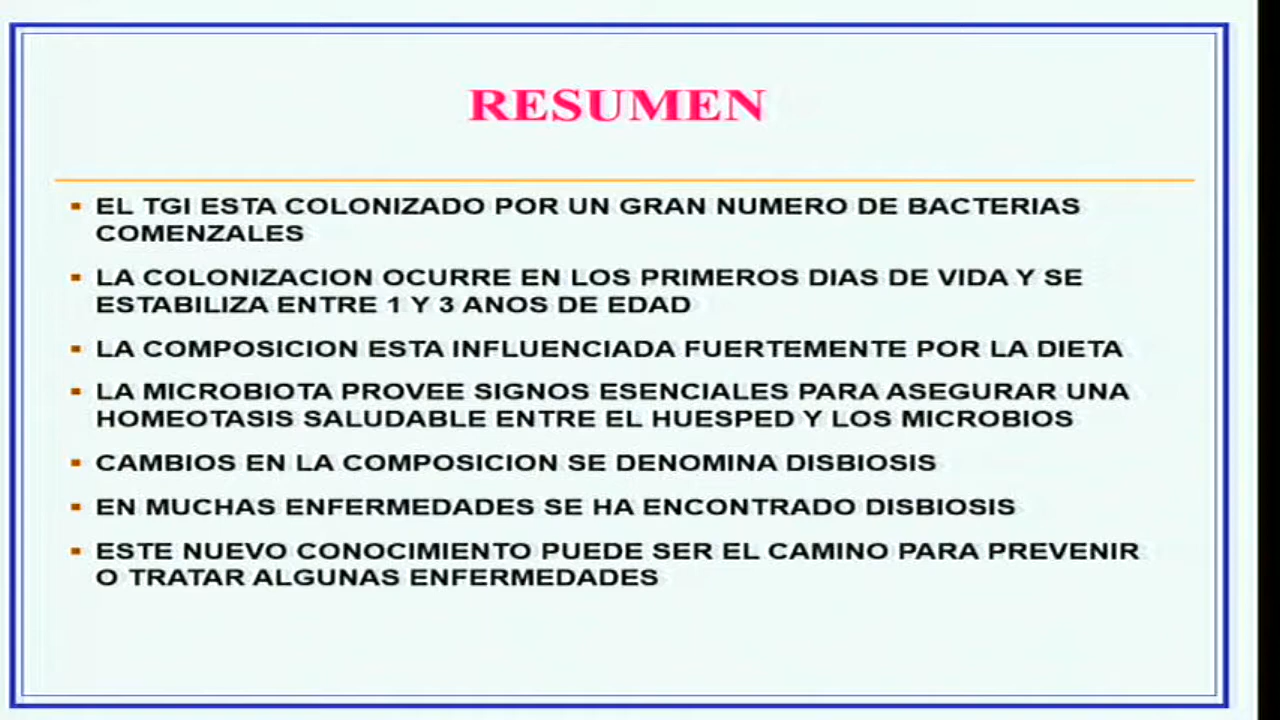 RESUMEN
EL TGI ESTA COLONIZADO POR UN GRAN NUMERO DE BACTERIAS
COMENZALES
LA COLONIZACION OCURRE EN LOS PRIMEROS DIAS DE VIDA Y SE
ESTABILIZA ENTRE 1 Y 3 ANOS DE EDAD
LA COMPOSICION ESTA INFLUENCIADA FUERTEMENTE POR LA DIETA
LA MICROBIOTA PROVEE SIGNOS ESENCIALES PARA ASEGURAR UNA
HOMEOTASIS SALUDABLE ENTRE EL HUESPED Y LOS MICROBIOS
CAMBIOS EN LA COMPOSICION SE DENOMINA DISBIOSIS
EN MUCHAS ENFERMEDADES SE HA ENCONTRADO DISBIOSIS
ESTE NUEVO CONOCIMIENTO PUEDE SER EL CAMINO PARA PREVENIR
O TRATAR ALGUNAS ENFERMEDADES